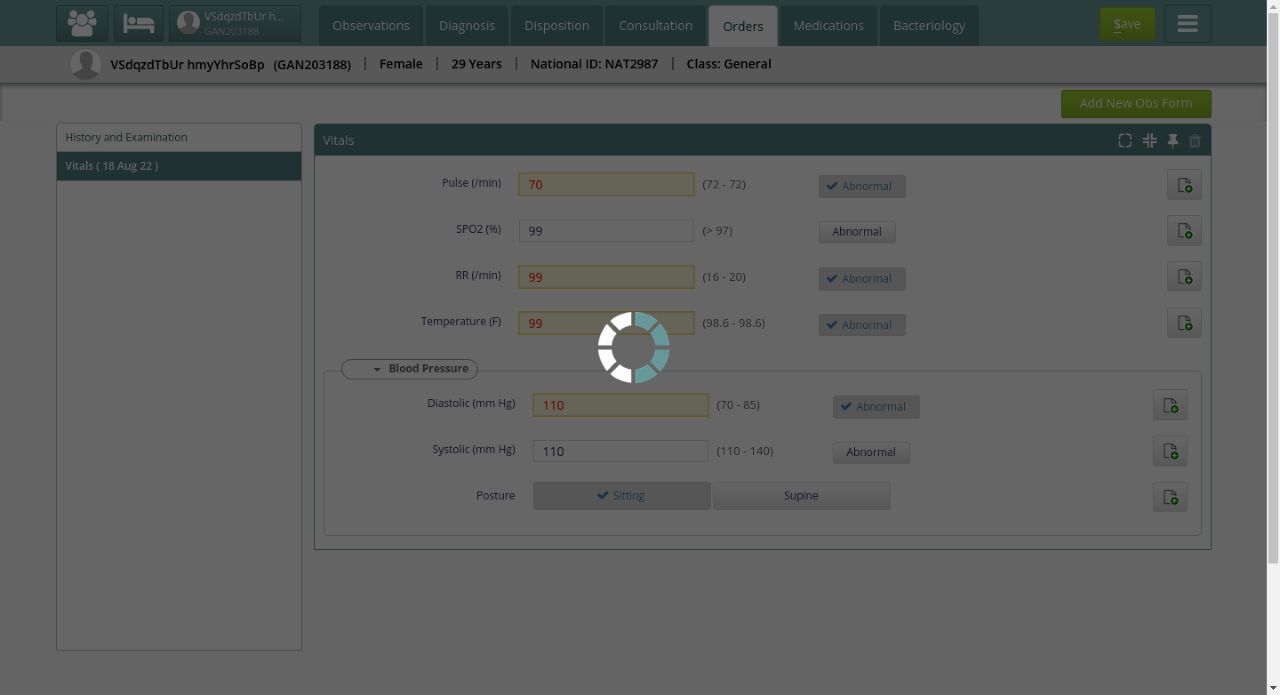 VSdqzdTbUr h...
GAN203188
Observations
Diagnosis
Disposition
Consultation
Orders
Medications
Bacteriology
Save
VSdqzdTbUr hmyYhrSoBp (GAN203188) | Female | 29 Years | National ID: NAT2987 | Class: General
Add New Obs Form
History and Examination
Vitals ( 18 Aug 22 )
Vitals
Pulse (/min) 70 (72 - 72) Abnormal
SPO2 (%) 99 (> 97) Abnormal
RR (/min) 99 (16 - 20) Abnormal
Temperature (F) 99 (98.6 - 98.6) Abnormal
Blood Pressure
Diastolic (mm Hg) 110 (70 - 85) Abnormal
Systolic (mm Hg) 110 (110 - 140) Abnormal
Posture Sitting Supine